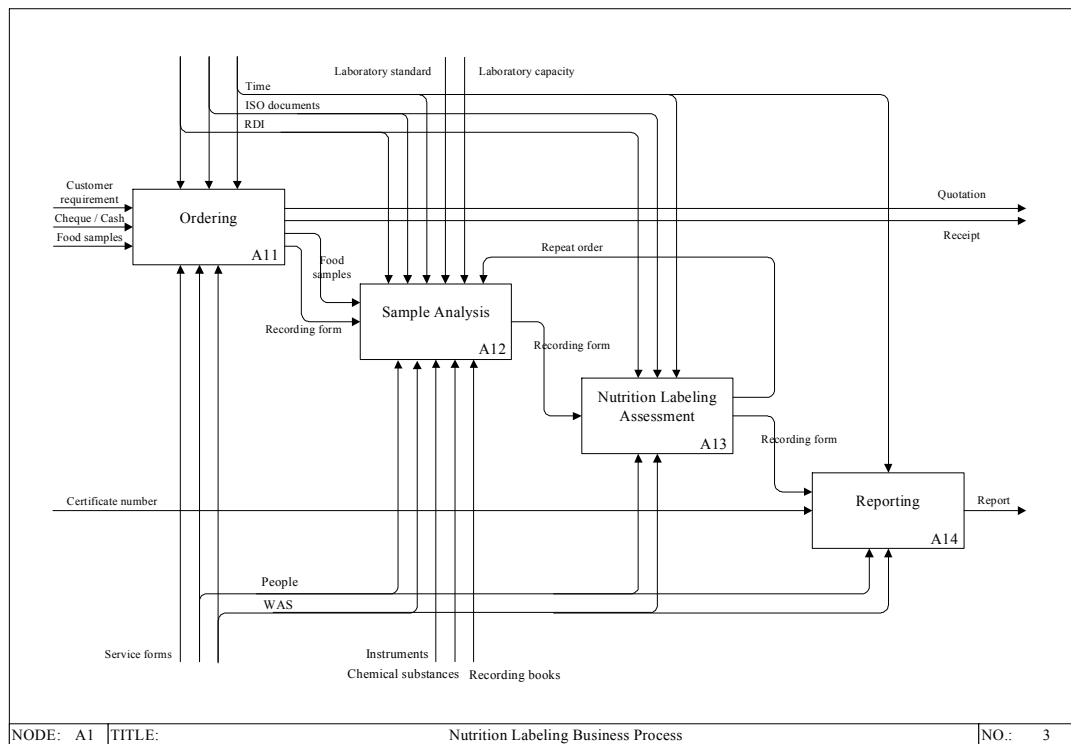 Laboratory standard
Laboratory capacity
Time
ISO documents
RDI
Customer
requirement
Cheque / Cash
Food samples
Ordering
A11
Quotation
Receipt
Food
samples
Repeat order
Recording form
Sample Analysis
A12
Recording form
Nutrition Labeling
Assessment
A13
Recording form
Certificate number
Reporting
A14
Report
People
WAS
Service forms
Instruments
Chemical substances
Recording books
NODE: A1
TITLE:
Nutrition Labeling Business Process
NO.: 3